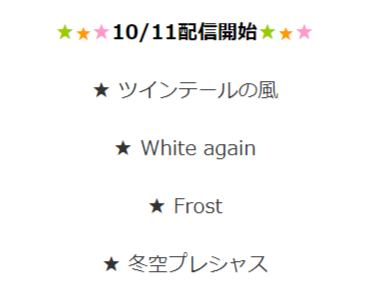 ★★★10/11配信開始★★★
★ ツインテールの風
★ White again
★ Frost
★ 冬空プレシャス